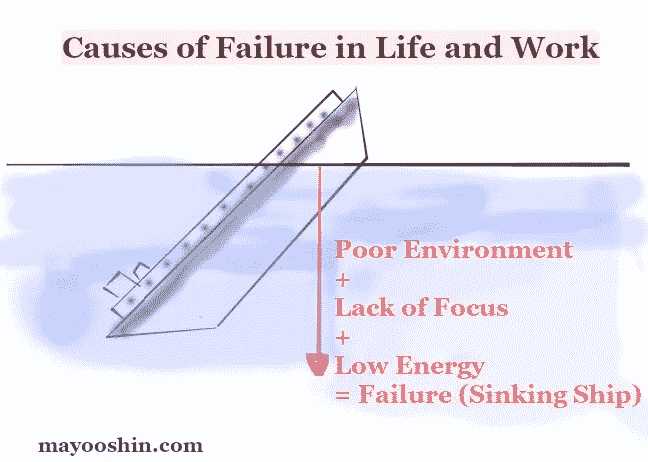 Causes of Failure in Life and Work
Poor Environment
+
Lack of Focus
+
Low Energy
= Failure (Sinking Ship)
mayooshin.com